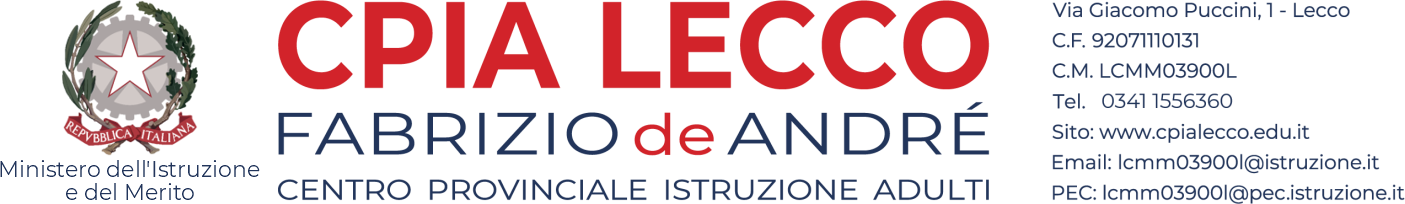 REPVBBLICA ITALIANA
Ministero dell'Istruzione
e del Merito
CPIA LECCO
FABRIZIO de ANDRÉ
CENTRO PROVINCIALE ISTRUZIONE ADULTI
Via Giacomo Puccini, 1 - Lecco
C.F. 92071110131
C.M. LCMM03900L
Tel. 0341 1556360
Sito: www.cpialecco.edu.it
Email: lcmm03900l@istruzione.it
PEC: lcmm03900l@pec.istruzione.it